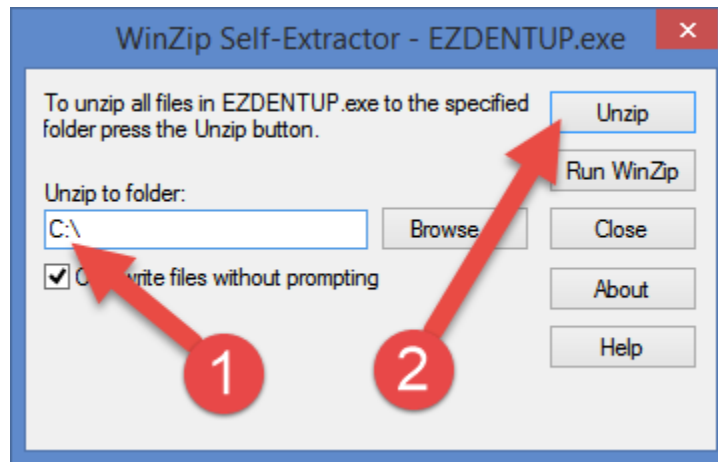 WinZip Self-Extractor - EZDENTUP.exe
To unzip all files in EZDENTUP.exe to the specified
folder press the Unzip button.
Unzip
Run WinZip
Unzip to folder:
C:\
Browse
Close
write files without prompting
About
Help
1
2